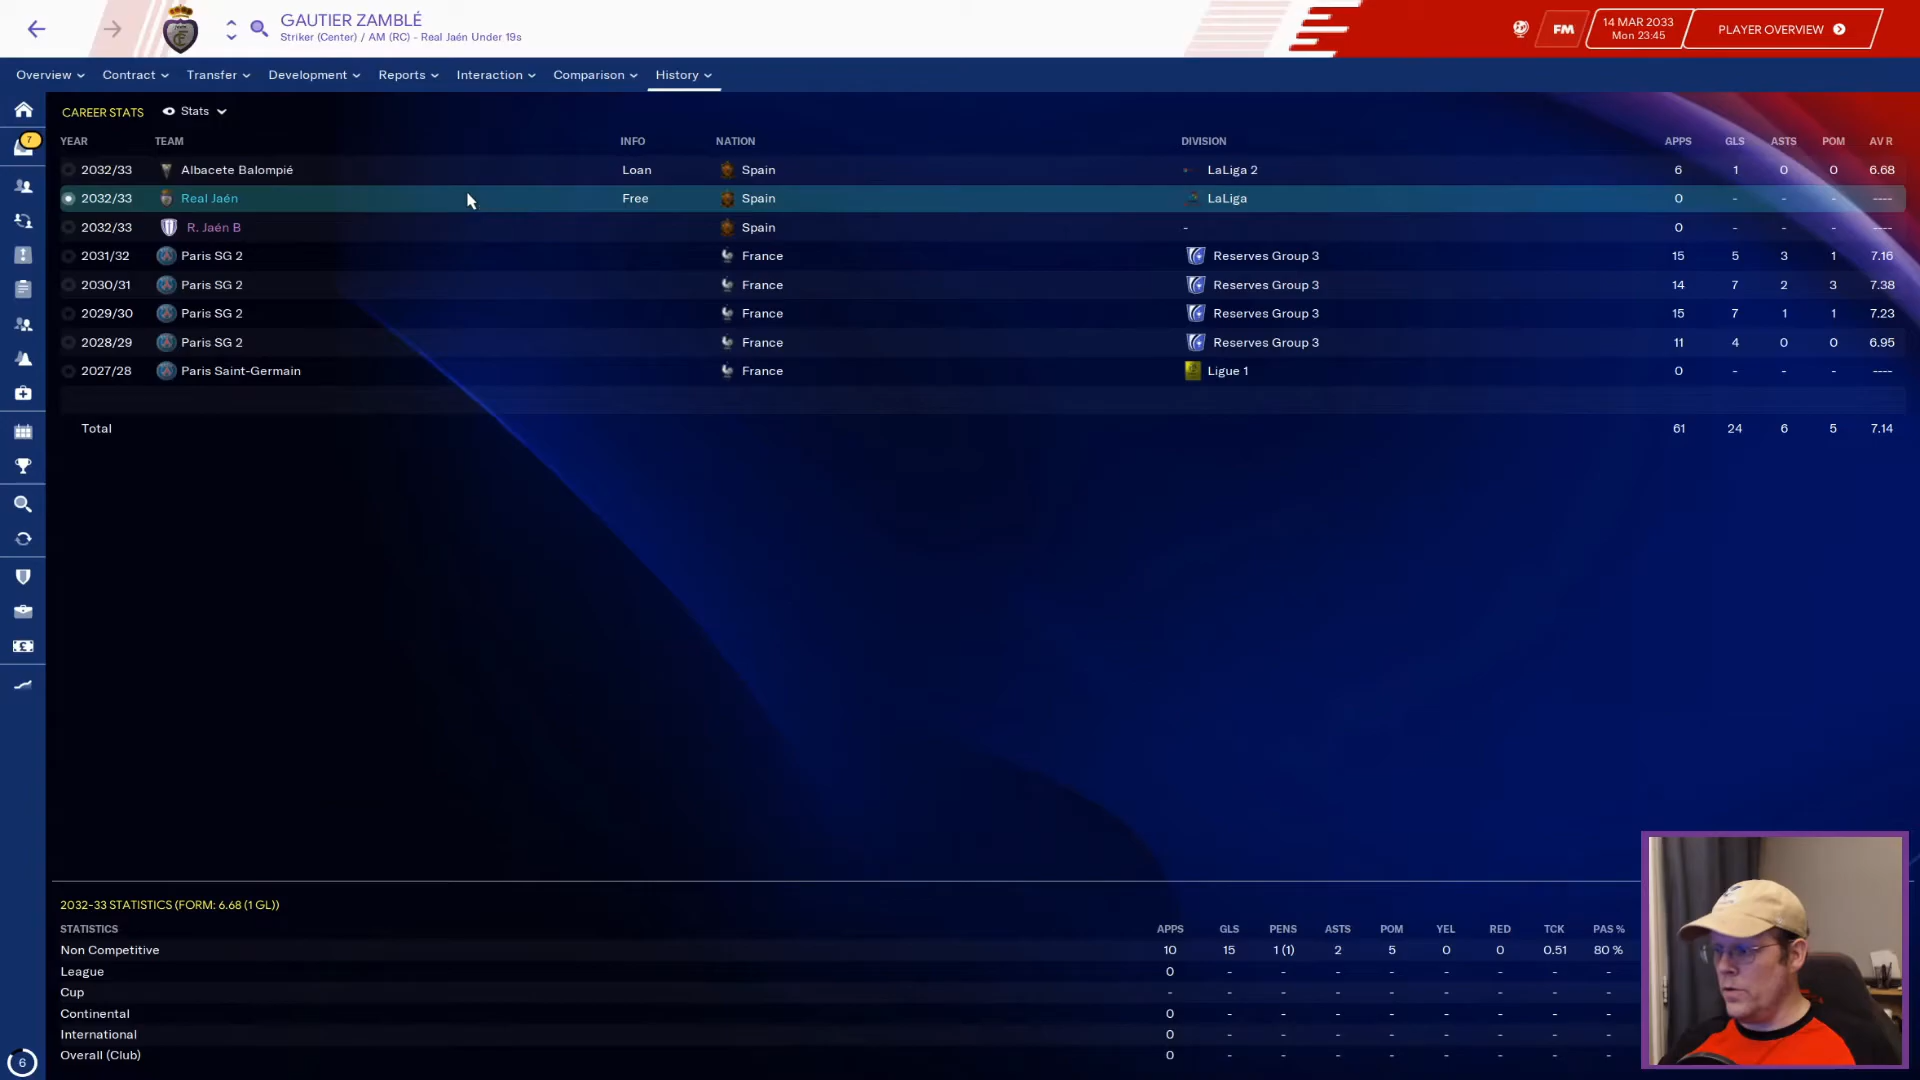 GAUTIER ZAMBLÉ
Striker (Center) / AM (RC) - Real Jaén Under 19s
FM
14 MAR 2033
Mon 23:45
PLAYER OVERVIEW
Overview Contract Transfer Development Reports Interaction Comparison History
7
CAREER STATS Stats
YEAR TEAM INFO NATION DIVISION APPS GLS ASTS POM AV R
2032/33 Albacete Balompié Loan Spain LaLiga 2 6 1 0 0 6.68
2032/33 Real Jaén Free Spain LaLiga 0 - - - ----
2032/33 R. Jaén B Spain - 0 - - - ----
2031/32 Paris SG 2 France Reserves Group 3 15 5 3 1 7.16
2030/31 Paris SG 2 France Reserves Group 3 14 7 2 3 7.38
2029/30 Paris SG 2 France Reserves Group 3 15 7 1 1 7.23
2028/29 Paris SG 2 France Reserves Group 3 11 4 0 0 6.95
2027/28 Paris Saint-Germain France Ligue 1 0 - - - ----
Total 61 24 6 5 7.14
2032-33 STATISTICS (FORM: 6.68 (1 GL))
STATISTICS APPS GLS PENS ASTS POM YEL RED TCK PAS %
Non Competitive 10 15 1 (1) 2 5 0 0 0.51 80 %
League 0 - - - - - - - -
Cup - - - - - - - - -
Continental 0 - - - - - - - -
International 0 - - - - - - - -
Overall (Club) 0 - - - - - - - -
6